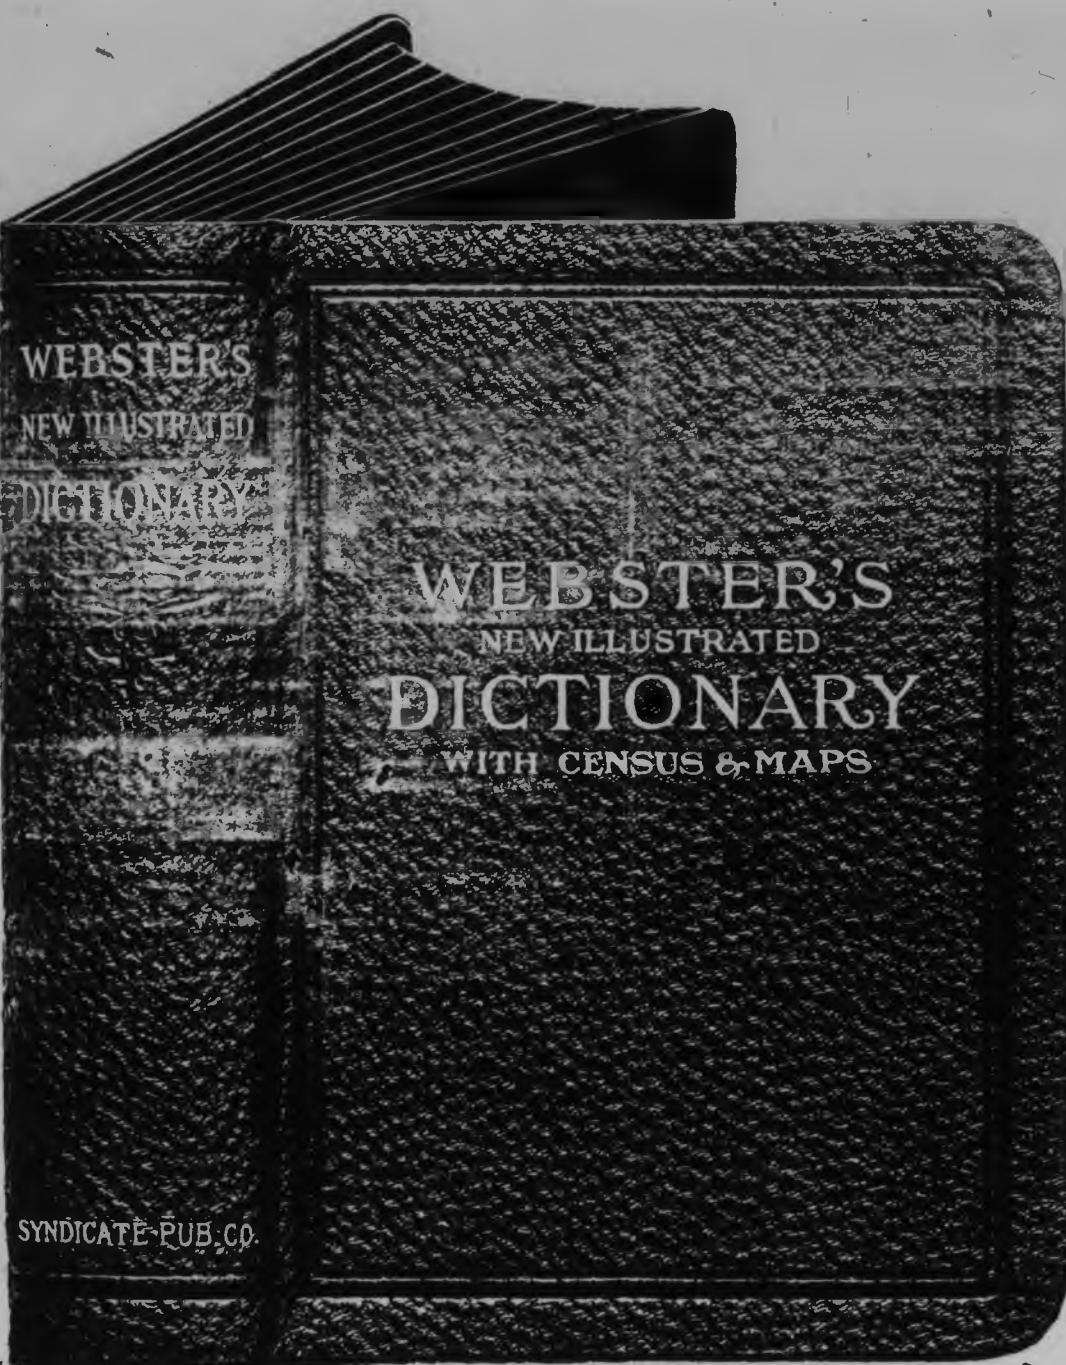 WEBSTER'S
NEW ILLUSTRATED
DICTIONARY
SYNDICATE PUB. CO.
WEBSTER'S
NEW ILLUSTRATED
DICTIONARY
WITH CENSUS & MAPS